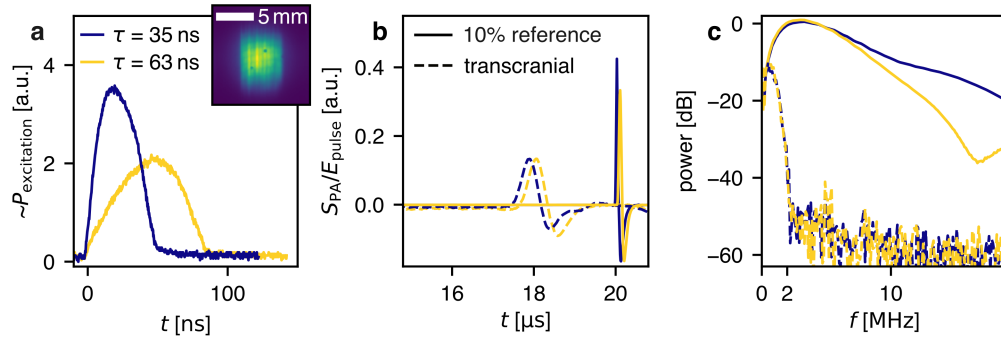 a
τ = 35 ns
τ = 63 ns
5 mm
4
2
0
~P_excitation [a.u.]
0
100
t [ns]
b
10% reference
transcranial
0.4
0.2
0.0
S_PA/E_pulse [a.u.]
16
18
20
t [µs]
c
0
−20
−40
−60
power [dB]
0
2
10
f [MHz]